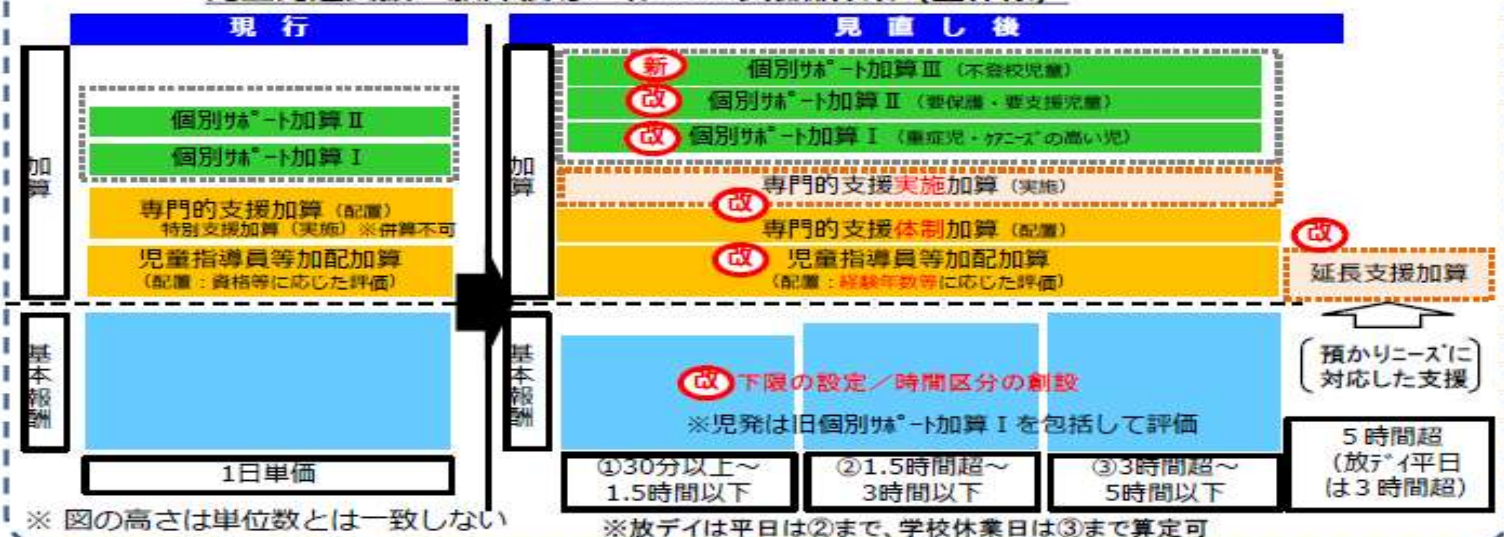 現 行
見 直 し 後
加算
個別ｻﾎﾟｰﾄ加算Ⅱ
個別ｻﾎﾟｰﾄ加算Ⅰ
専門的支援加算（配置）
特別支援加算（実施）※併算不可
児童指導員等加配加算
（配置：資格等に応じた評価）
基本報酬
1日単価
※ 図の高さは単位数とは一致しない
加算
新 個別ｻﾎﾟｰﾄ加算Ⅲ（不登校児童）
改 個別ｻﾎﾟｰﾄ加算Ⅱ（要保護・要支援児童）
改 個別ｻﾎﾟｰﾄ加算Ⅰ（重症児・ｹｱﾆｰｽﾞの高い児）
専門的支援実施加算（実施）
改
専門的支援体制加算（配置）
改 児童指導員等加配加算
（配置：経験年数等に応じた評価）
改
延長支援加算
預かりﾆｰｽﾞに
対応した支援
基本報酬
改 下限の設定／時間区分の創設
※児発は旧個別ｻﾎﾟｰﾄ加算Ⅰを包括して評価
①30分以上～
1.5時間以下
②1.5時間超～
3時間以下
③3時間超～
5時間以下
５時間超
（放ﾃﾞｲ平日
は３時間超）
※放デイは平日は②まで、学校休業日は③まで算定可